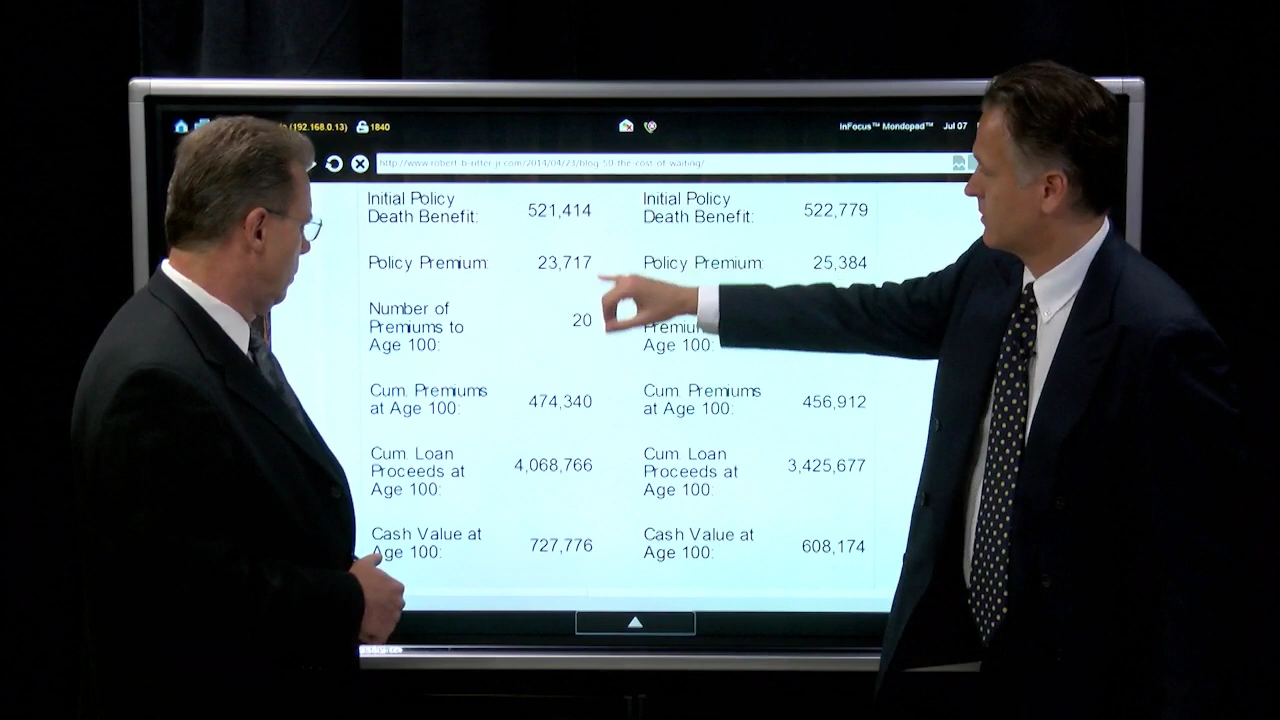 (192.168.0.13) 1840 InFocus™ Mondopad™ Jul 07
http://www.robert-b-ritter-jr.com/2014/04/23/blog-50-the-cost-of-waiting/
Initial Policy
Death Benefit: 521,414
Initial Policy
Death Benefit: 522,779
Policy Premium: 23,717
Policy Premium: 25,384
Number of
Premiums to
Age 100: 20
Age 100:
Cum. Premiums
at Age 100: 474,340
Cum. Premiums
at Age 100: 456,912
Cum. Loan
Proceeds at
Age 100: 4,068,766
Cum. Loan
Proceeds at
Age 100: 3,425,677
Cash Value at
Age 100: 727,776
Cash Value at
Age 100: 608,174